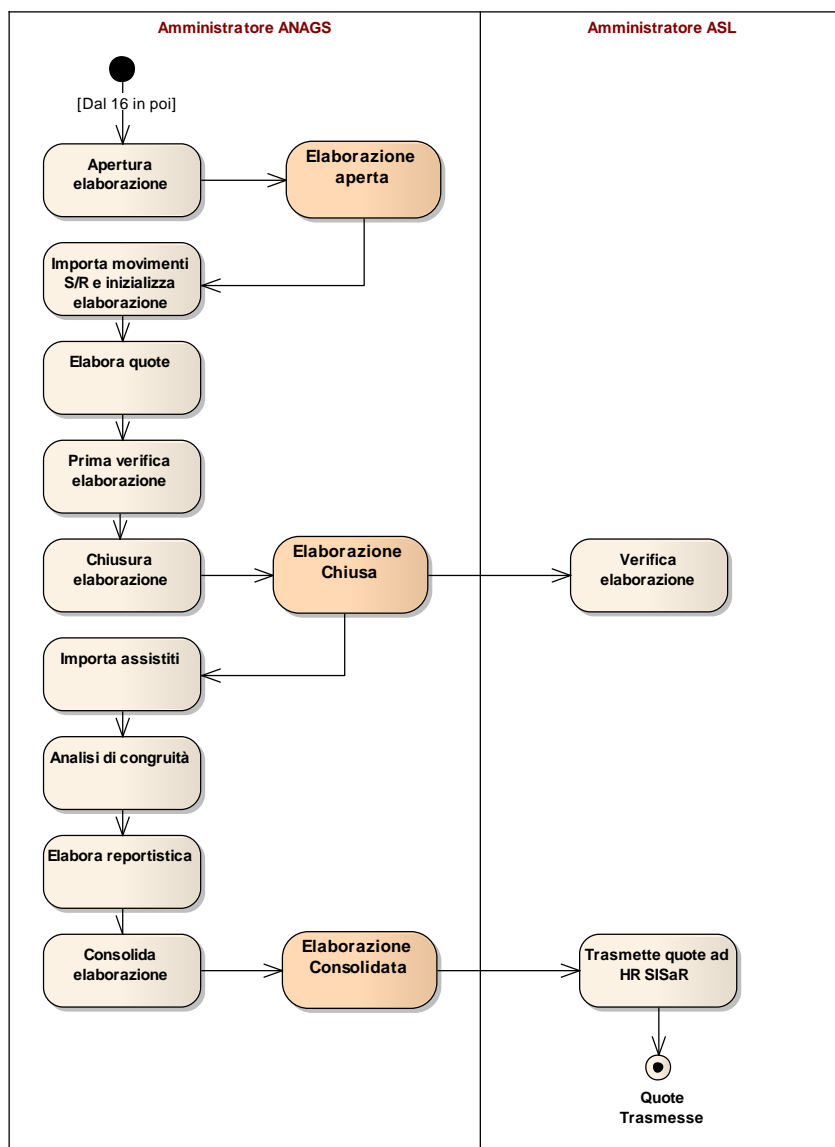 Amministratore ANAGS
Amministratore ASL
[Dal 16 in poi]
Apertura
elaborazione
Elaborazione
aperta
Importa movimenti
S/R e inizializza
elaborazione
Elabora quote
Prima verifica
elaborazione
Chiusura
elaborazione
Elaborazione
Chiusa
Verifica
elaborazione
Importa assistiti
Analisi di congruità
Elabora reportistica
Consolida
elaborazione
Elaborazione
Consolidata
Trasmette quote ad
HR SISaR
Quote
Trasmesse